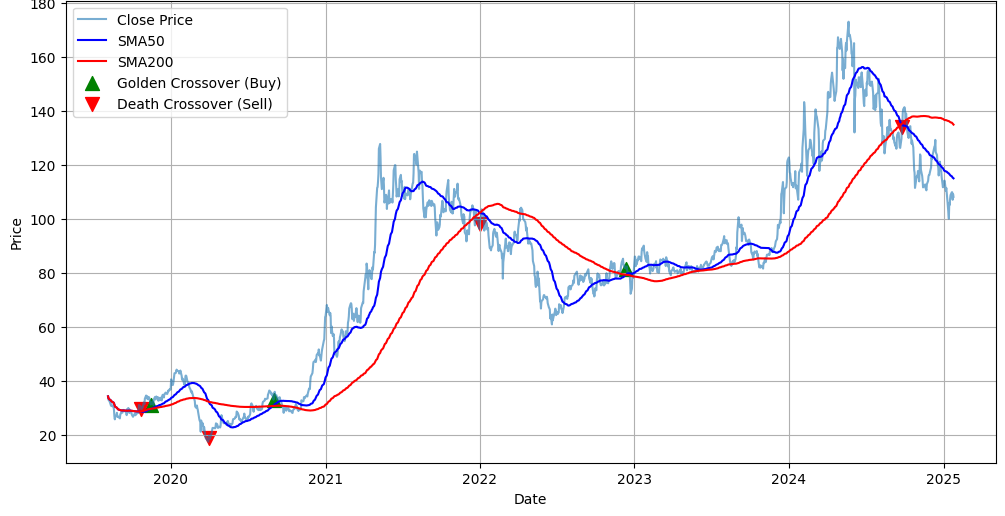 180
160
140
120
100
80
60
40
20
Price
Close Price
SMA50
SMA200
Golden Crossover (Buy)
Death Crossover (Sell)
2020
2021
2022
2023
2024
2025
Date